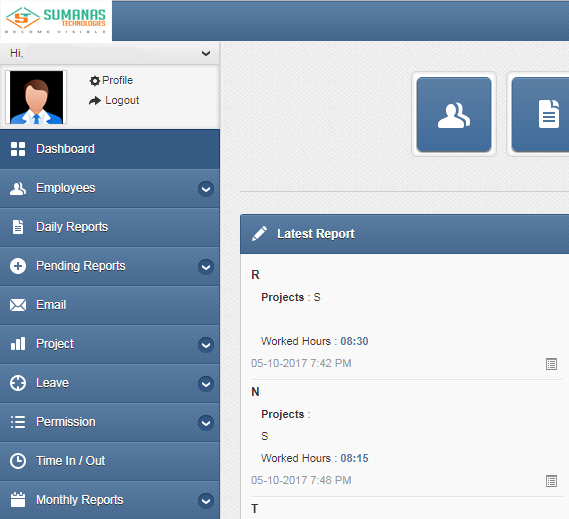 SUMANAS
TECHNOLOGIES
BECOME VISIBLE
Hi,
Profile
Logout
Dashboard
Employees
Daily Reports
Pending Reports
Email
Project
Leave
Permission
Time In / Out
Monthly Reports
Latest Report
R
Projects : S
Worked Hours : 08:30
05-10-2017 7:42 PM
N
Projects :
S
Worked Hours : 08:15
05-10-2017 7:48 PM
T